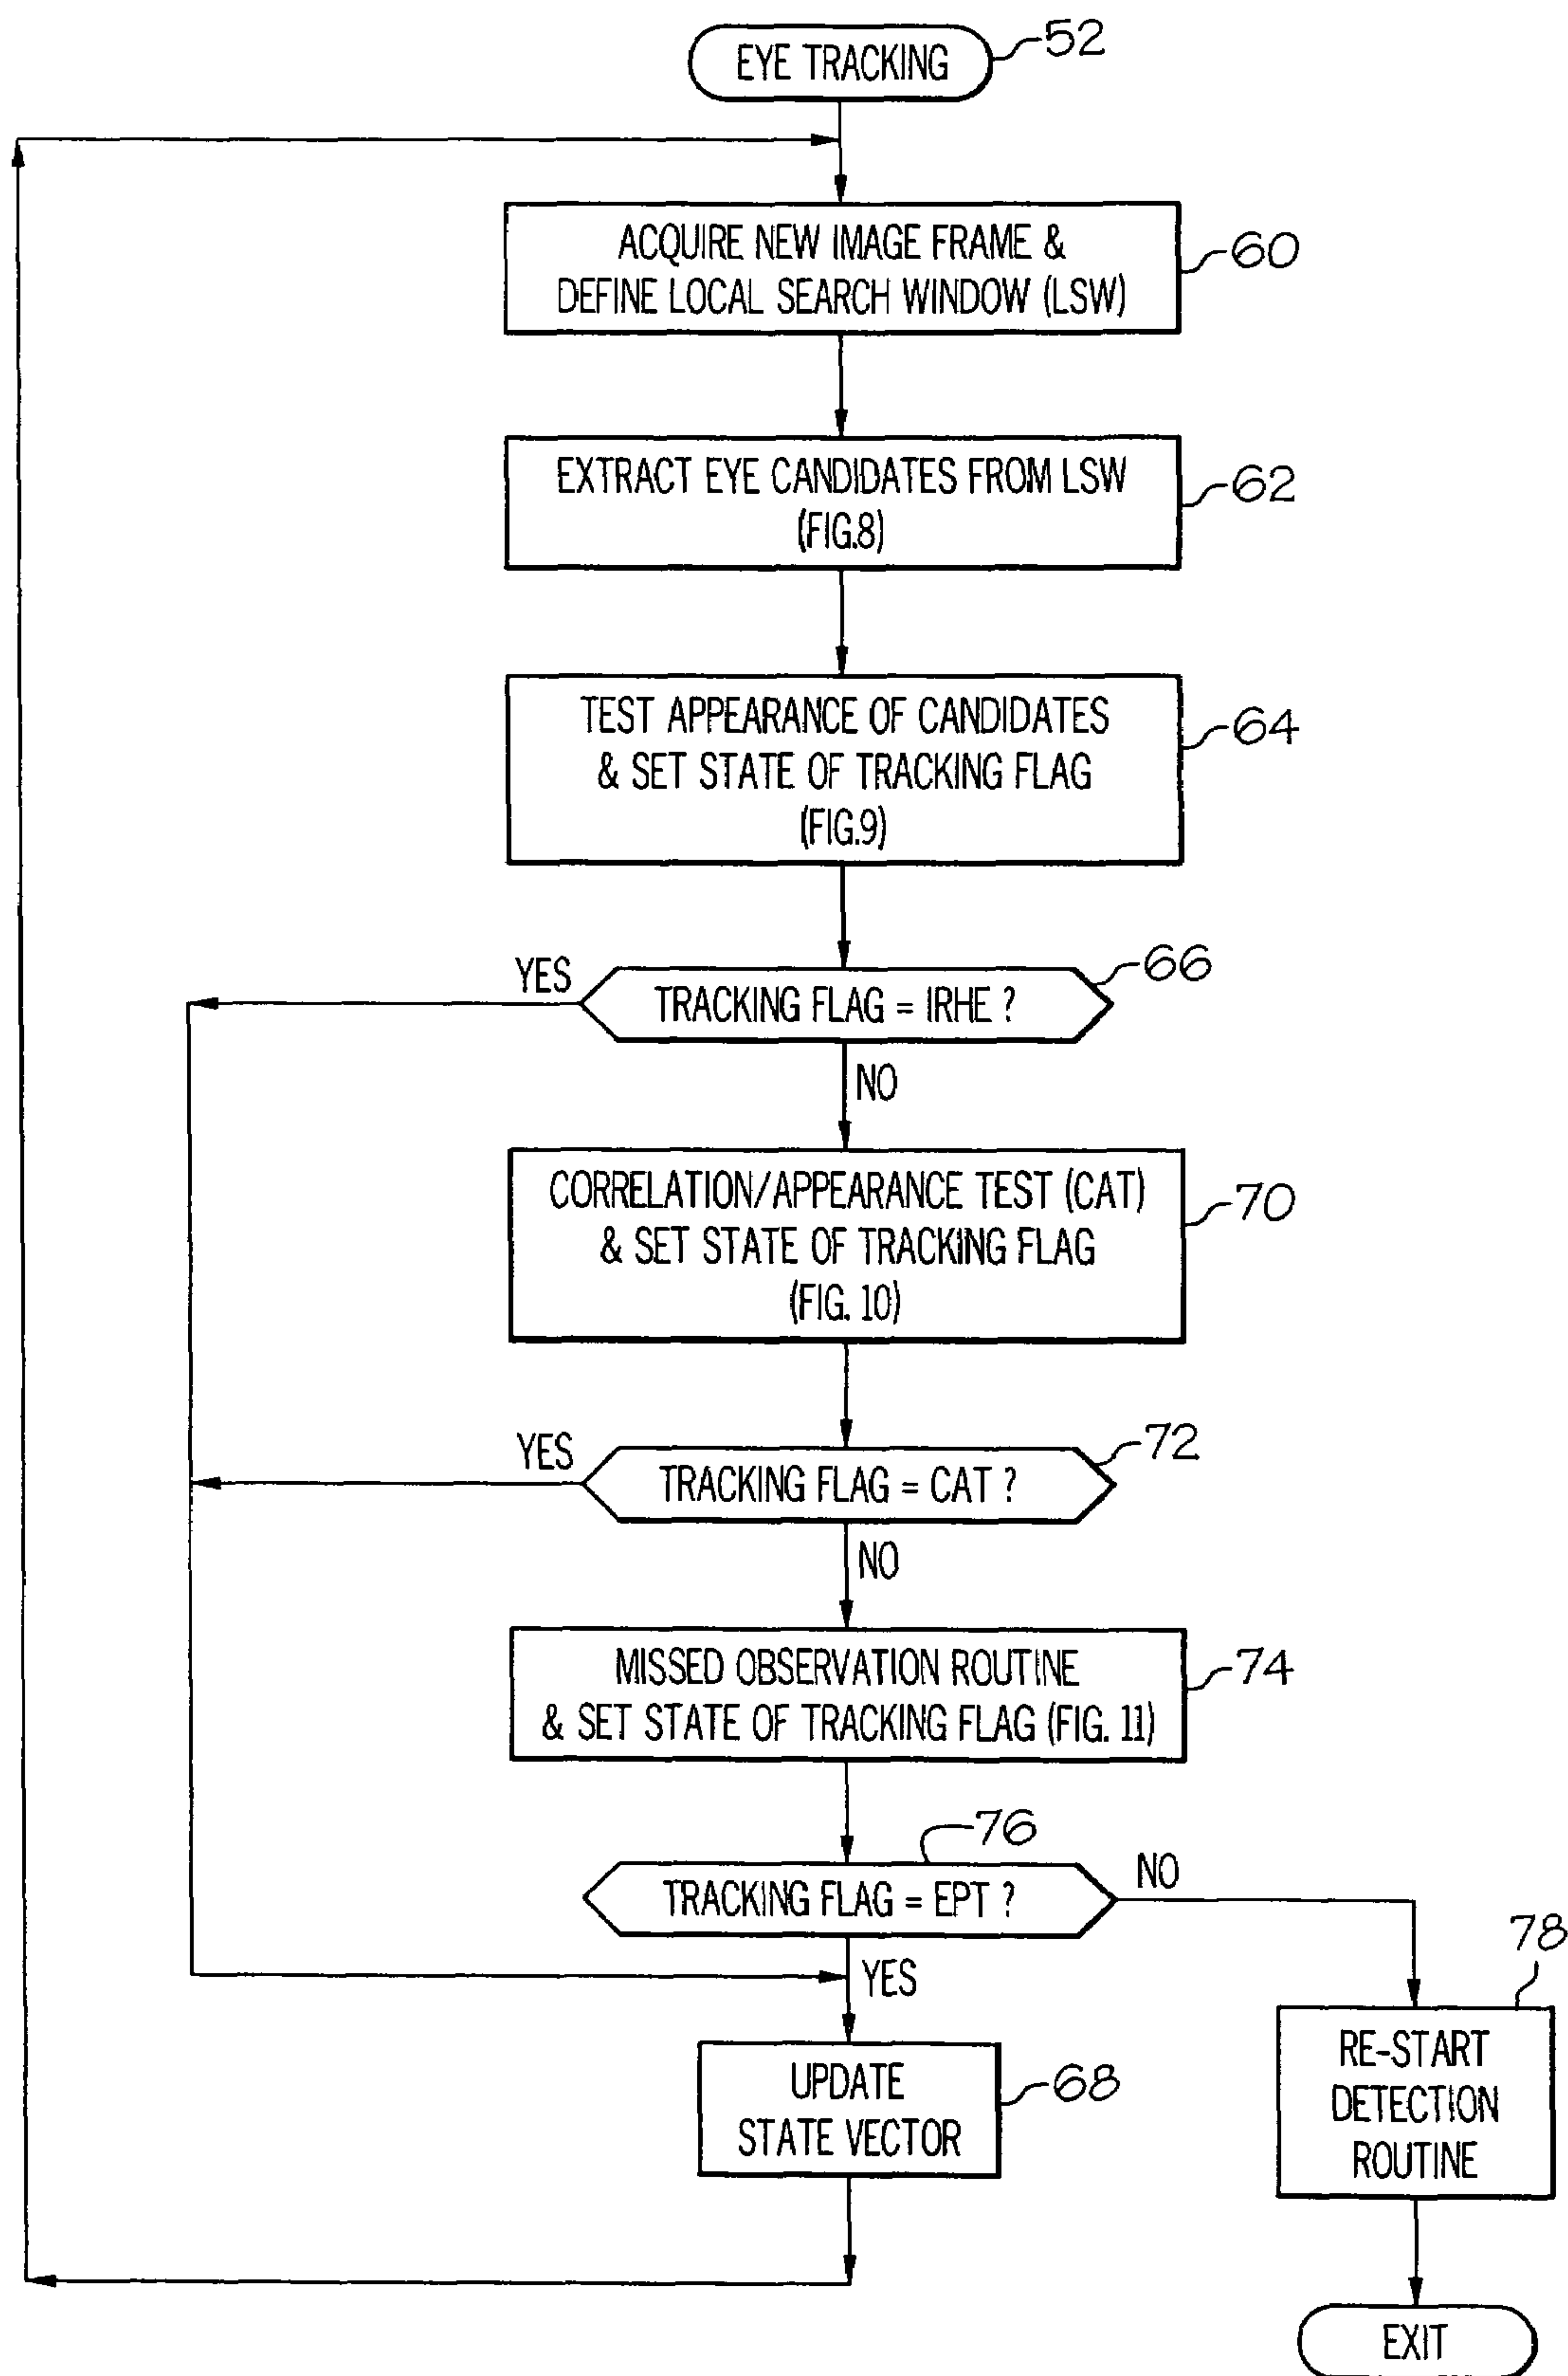 EYE TRACKING
52
ACQUIRE NEW IMAGE FRAME &
DEFINE LOCAL SEARCH WINDOW (LSW)
60
EXTRACT EYE CANDIDATES FROM LSW
(FIG.8)
62
TEST APPEARANCE OF CANDIDATES
& SET STATE OF TRACKING FLAG
(FIG.9)
64
YES
TRACKING FLAG = IRHE ?
66
NO
CORRELATION/APPEARANCE TEST (CAT)
& SET STATE OF TRACKING FLAG
(FIG. 10)
70
YES
TRACKING FLAG = CAT ?
72
NO
MISSED OBSERVATION ROUTINE
& SET STATE OF TRACKING FLAG (FIG. 11)
74
76
TRACKING FLAG = EPT ?
NO
YES
78
UPDATE
STATE VECTOR
68
RE-START
DETECTION
ROUTINE
EXIT